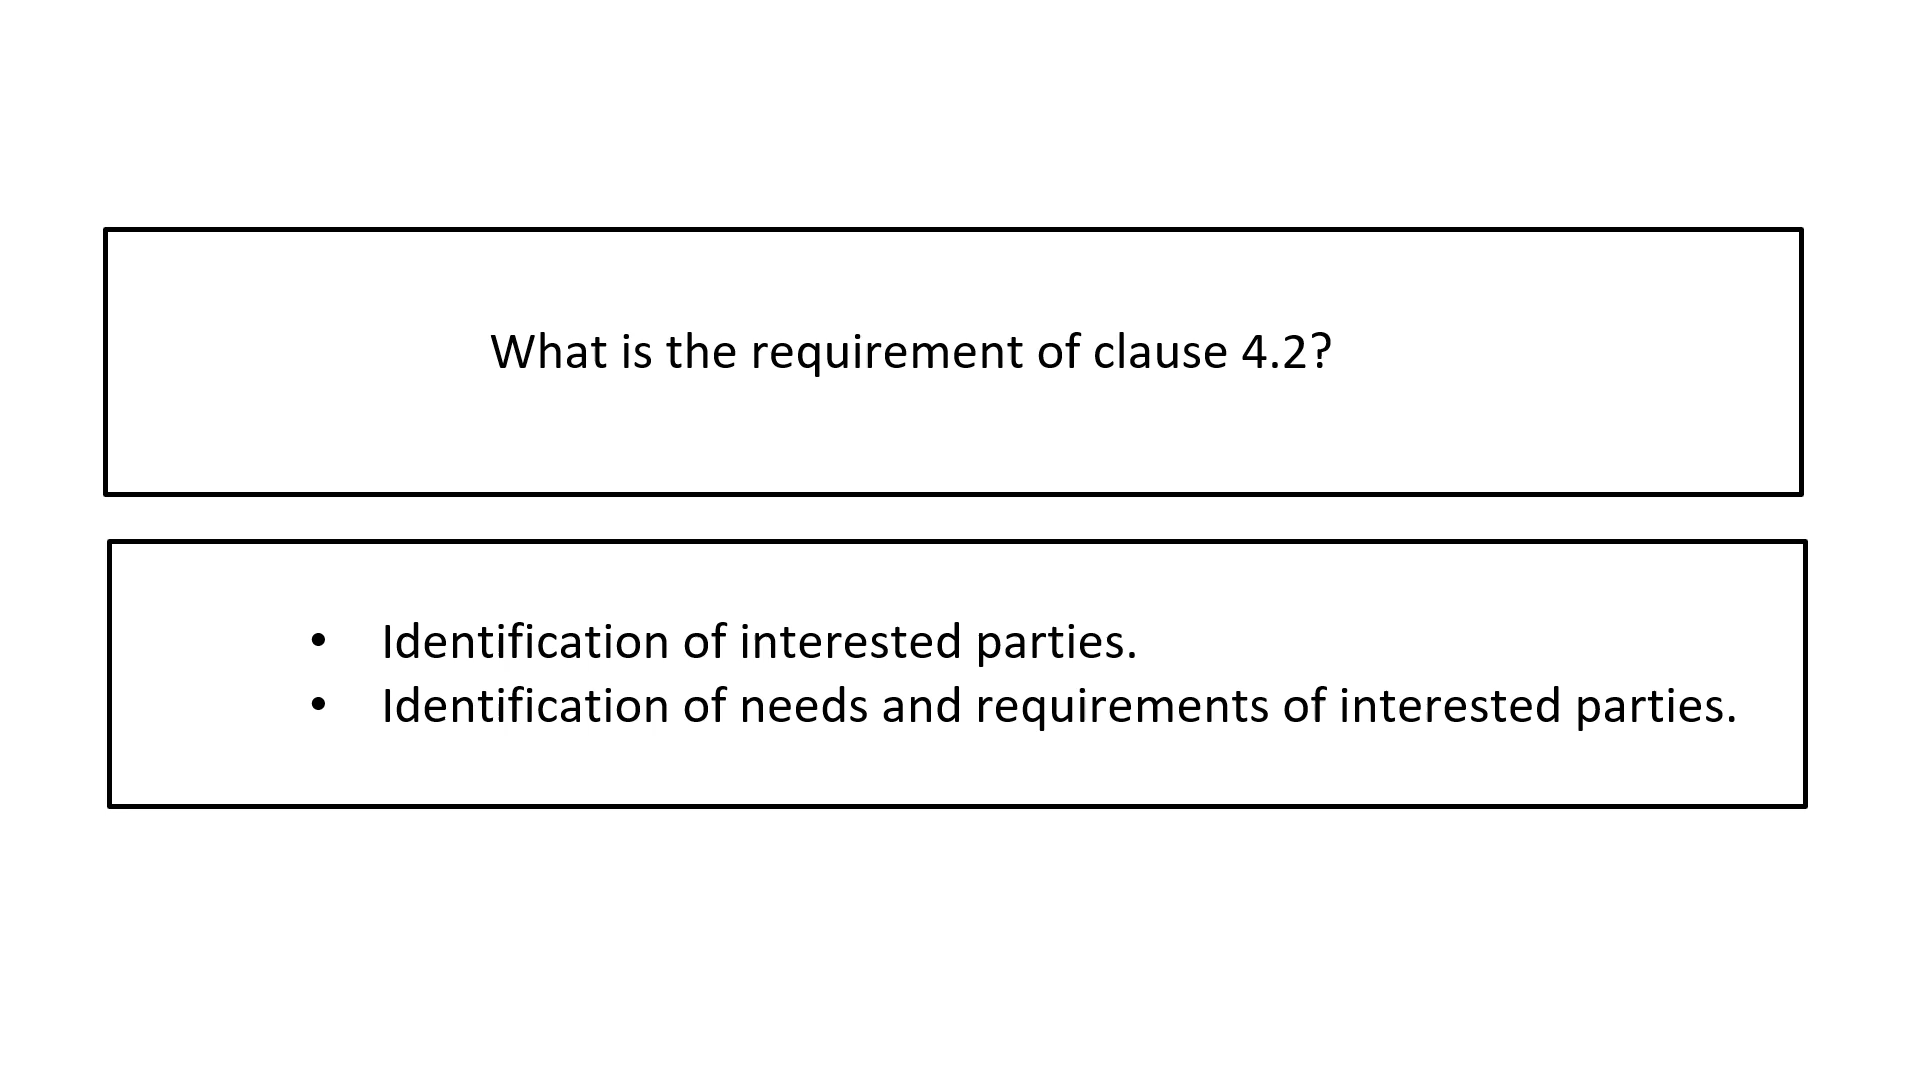 What is the requirement of clause 4.2?
• Identification of interested parties.
• Identification of needs and requirements of interested parties.